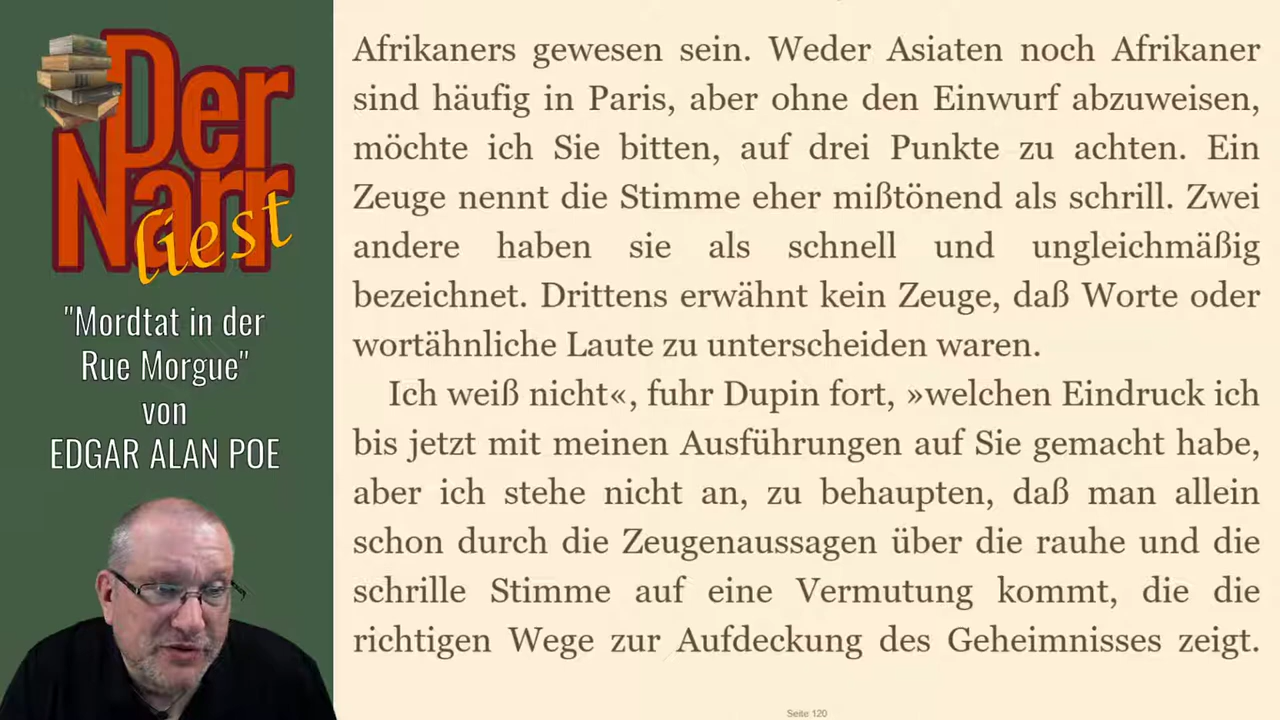 Der
Narr
liest
"Mordtat in der
Rue Morgue"
von
EDGAR ALAN POE
Afrikaners gewesen sein. Weder Asiaten noch Afrikaner
sind häufig in Paris, aber ohne den Einwurf abzuweisen,
möchte ich Sie bitten, auf drei Punkte zu achten. Ein
Zeuge nennt die Stimme eher mißtönend als schrill. Zwei
andere haben sie als schnell und ungleichmäßig
bezeichnet. Drittens erwähnt kein Zeuge, daß Worte oder
wortähnliche Laute zu unterscheiden waren.
Ich weiß nicht«, fuhr Dupin fort, »welchen Eindruck ich
bis jetzt mit meinen Ausführungen auf Sie gemacht habe,
aber ich stehe nicht an, zu behaupten, daß man allein
schon durch die Zeugenaussagen über die rauhe und die
schrille Stimme auf eine Vermutung kommt, die die
richtigen Wege zur Aufdeckung des Geheimnisses zeigt.
Seite 120